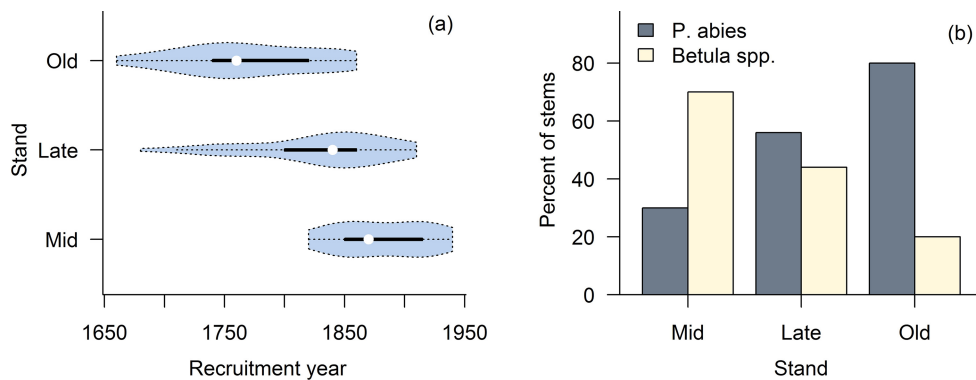 (a)
Old
Late
Mid
Stand
1650
1750
1850
1950
Recruitment year
P. abies
Betula spp.
(b)
80
60
40
20
0
Percent of stems
Mid
Late
Old
Stand